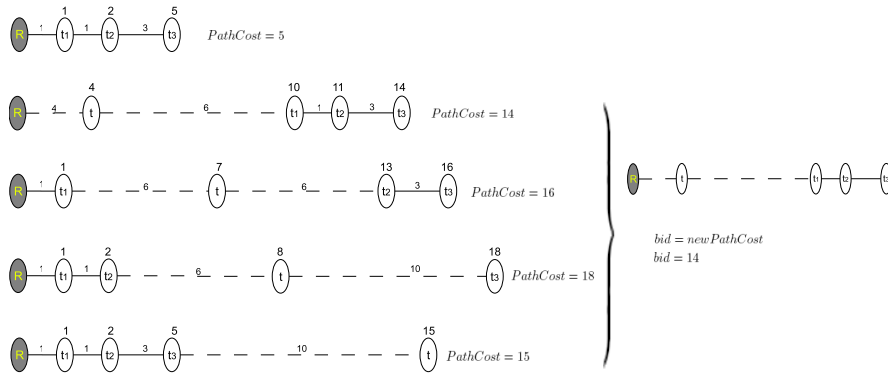 1 2 5
R 1 t1 1 t2 3 t3 PathCost = 5
4 10 11 14
R 4 t 6 t1 1 t2 3 t3 PathCost = 14
1 7 13 16
R 1 t1 6 t 6 t2 3 t3 PathCost = 16
R t t1 t2 t3
bid = newPathCost
bid = 14
1 2 8 18
R 1 t1 1 t2 6 t 10 t3 PathCost = 18
1 2 5 15
R 1 t1 1 t2 3 t3 10 t PathCost = 15